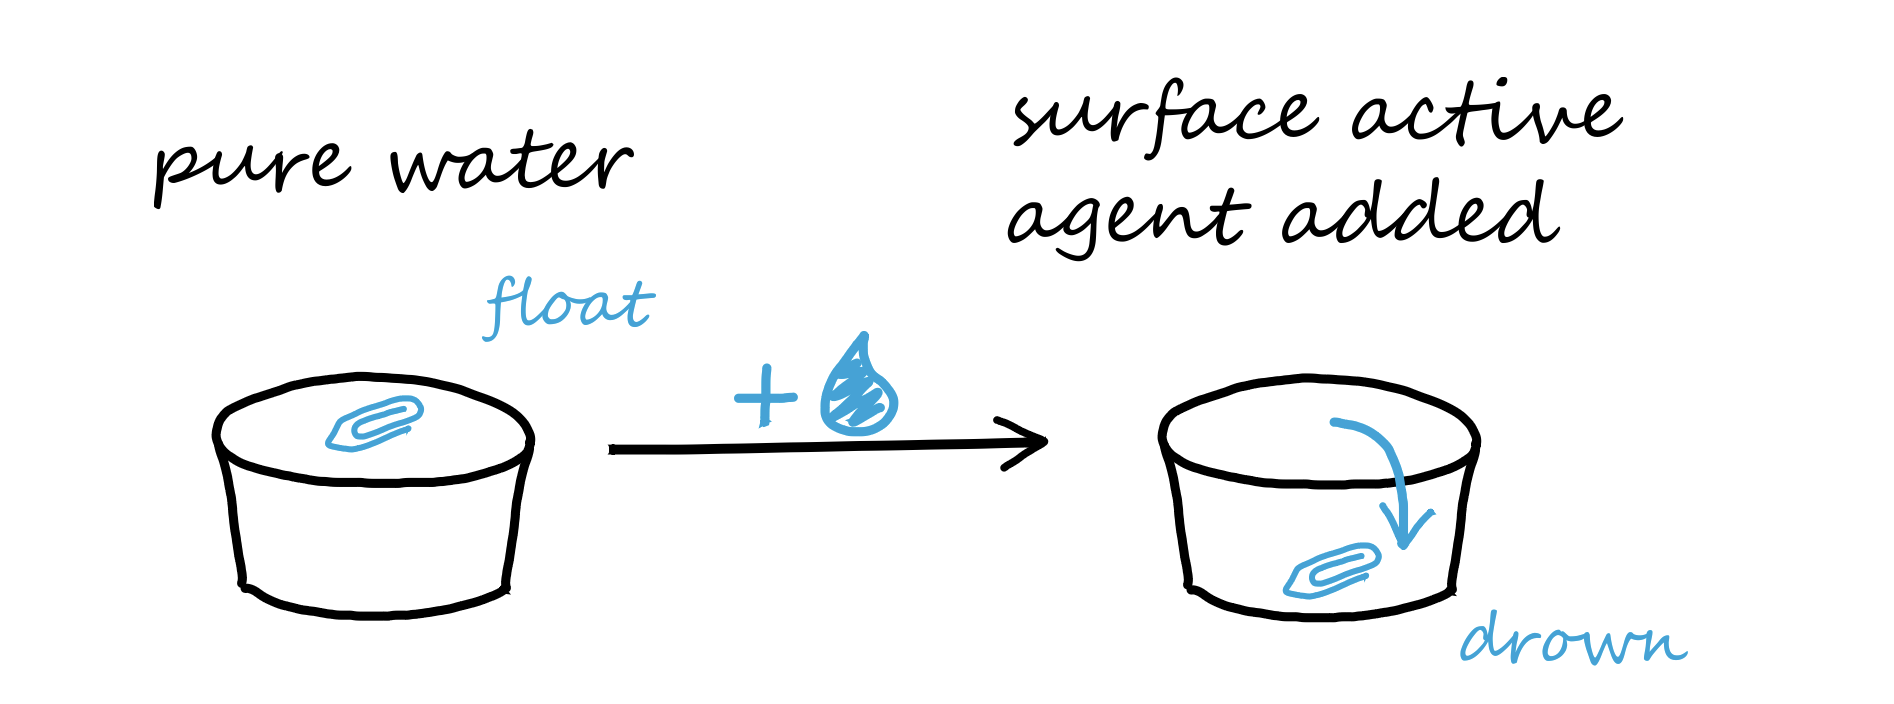 pure water
surface active
agent added
float
+
drown